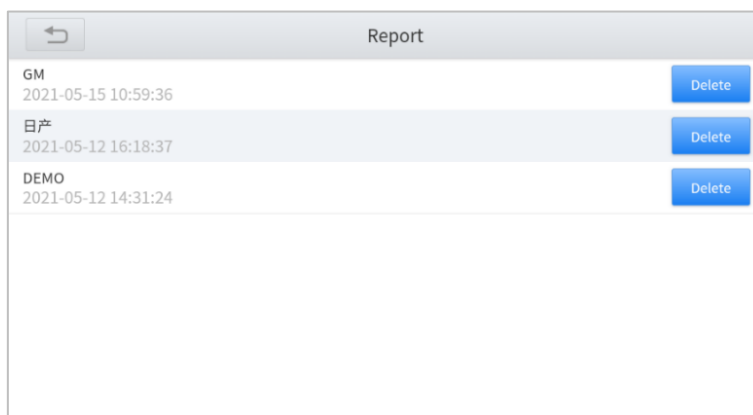 Report
GM
Delete
2021-05-15 10:59:36
日产
Delete
2021-05-12 16:18:37
DEMO
Delete
2021-05-12 14:31:24